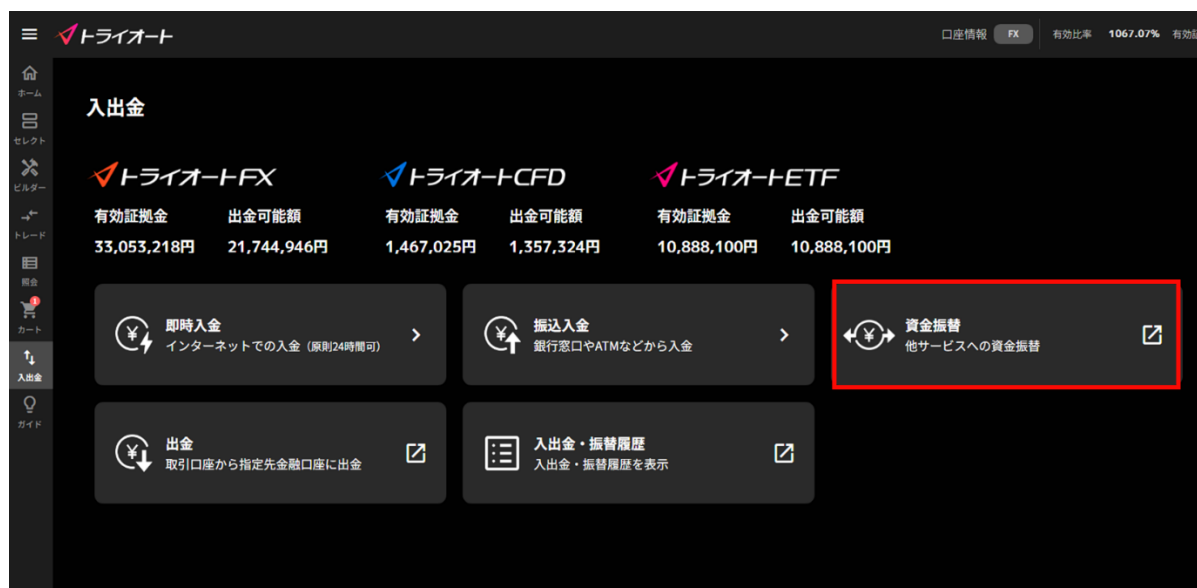 トライオート
口座情報 FX 有効比率 1067.07% 有効
ホーム
セレクト
ビルダー
トレード
照会
1
カート
入出金
ガイド
入出金
トライオートFX
有効証拠金 出金可能額
33,053,218円 21,744,946円
トライオートCFD
有効証拠金 出金可能額
1,467,025円 1,357,324円
トライオートETF
有効証拠金 出金可能額
10,888,100円 10,888,100円
即時入金
インターネットでの入金（原則24時間可）
振込入金
銀行窓口やATMなどから入金
資金振替
他サービスへの資金振替
出金
取引口座から指定先金融口座に出金
入出金・振替履歴
入出金・振替履歴を表示